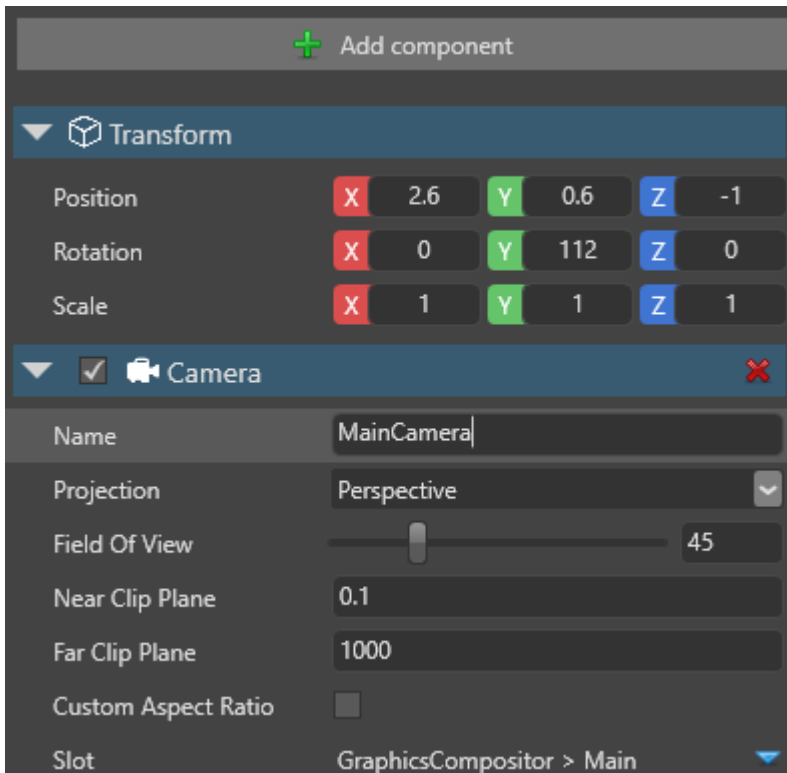 Add component
Transform
Position X 2.6 Y 0.6 Z -1
Rotation X 0 Y 112 Z 0
Scale X 1 Y 1 Z 1
Camera
Name MainCamera
Projection Perspective
Field Of View 45
Near Clip Plane 0.1
Far Clip Plane 1000
Custom Aspect Ratio
Slot GraphicsCompositor > Main